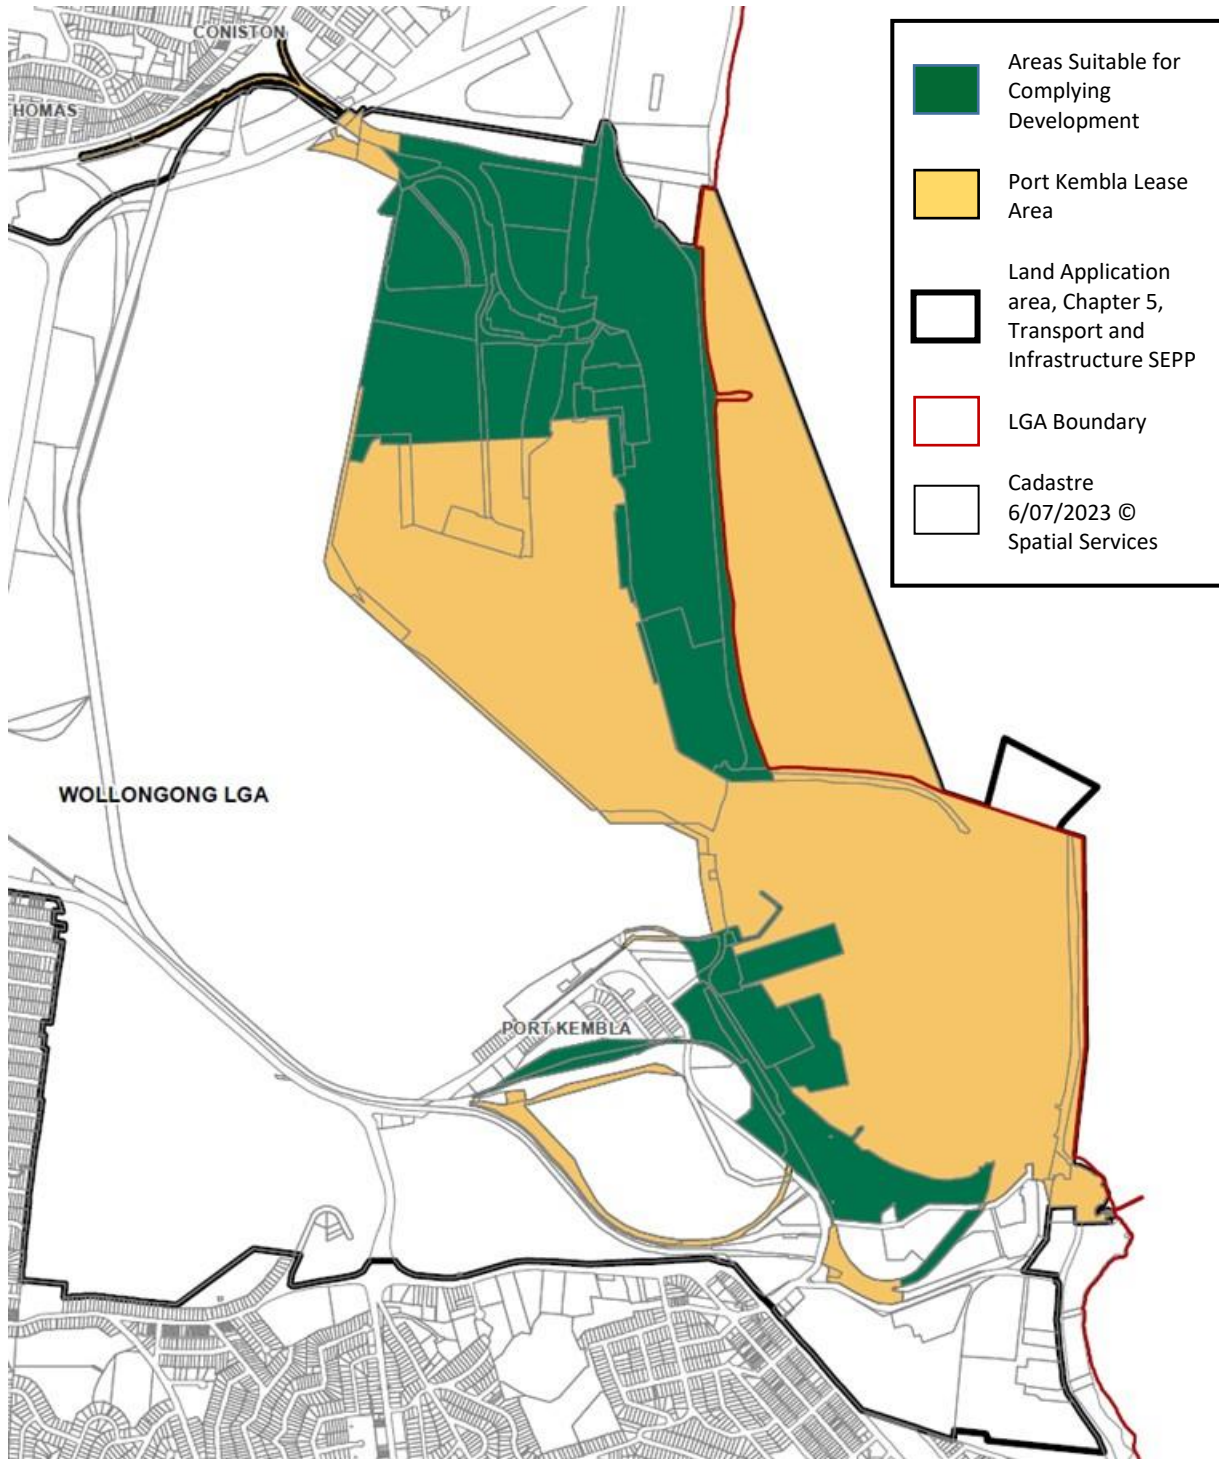 CONISTON
HOMAS
WOLLONGONG LGA
PORT KEMBLA
Areas Suitable for
Complying
Development
Port Kembla Lease
Area
Land Application
area, Chapter 5,
Transport and
Infrastructure SEPP
LGA Boundary
Cadastre
6/07/2023 ©
Spatial Services